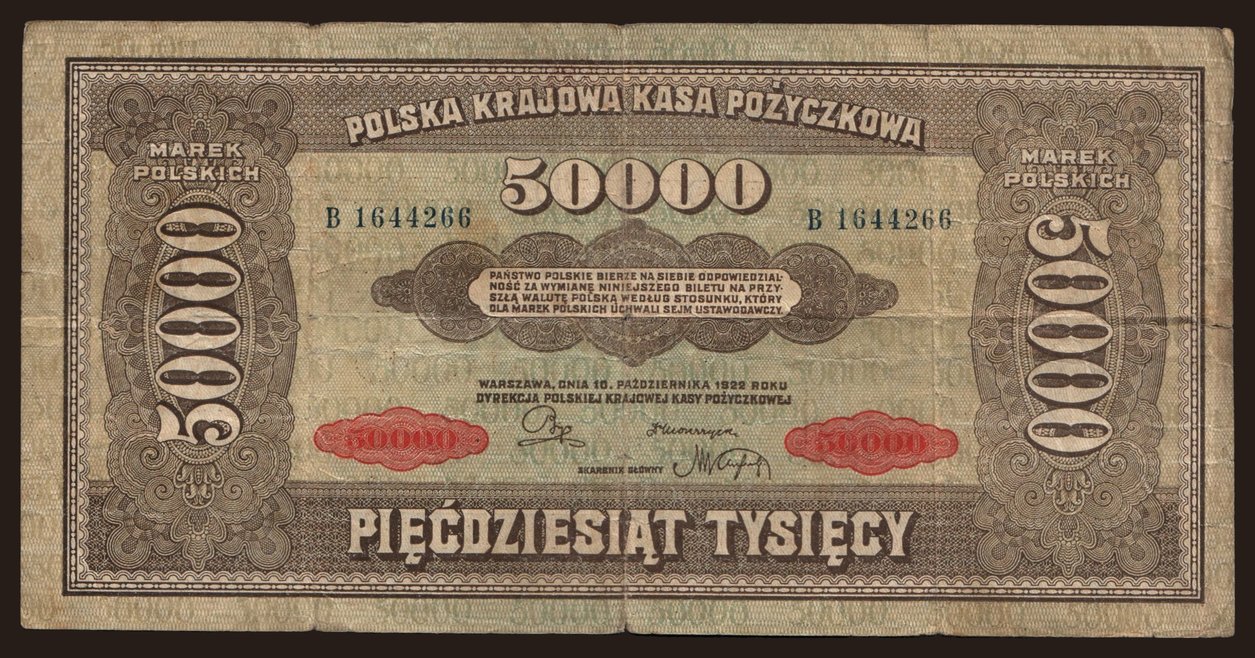 POLSKA KRAJOWA KASA POŻYCZKOWA
MAREK
POLSKICH
50000
MAREK
POLSKICH
50000
50000
B 1644266
B 1644266
PAŃSTWO POLSKIE BIERZE NA SIEBIE ODPOWIEDZIAL-
NOŚĆ ZA WYMIANĘ NINIEJSZEGO BILETU NA PRZY-
SZŁĄ WALUTĘ POLSKĄ WEDŁUG STOSUNKU, KTÓRY
DLA MAREK POLSKICH UCHWALI SEJM USTAWODAWCZY.
WARSZAWA, DNIA 10. PAŹDZIERNIKA 1922 ROKU
DYREKCJA POLSKIEJ KRAJOWEJ KASY POŻYCZKOWEJ
50000
50000
SKARBNIK GŁÓWNY
PIĘĆDZIESIĄT TYSIĘCY